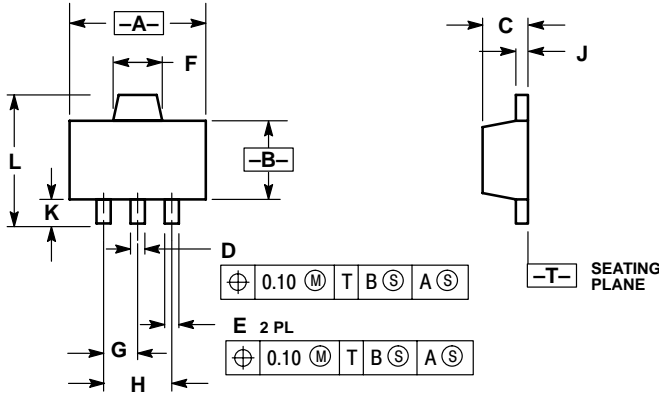 –A–
C
F
J
L
–B–
K
D
⌖ 0.10 Ⓜ T B Ⓢ A Ⓢ
–T– SEATING
PLANE
E 2 PL
G
⌖ 0.10 Ⓜ T B Ⓢ A Ⓢ
H